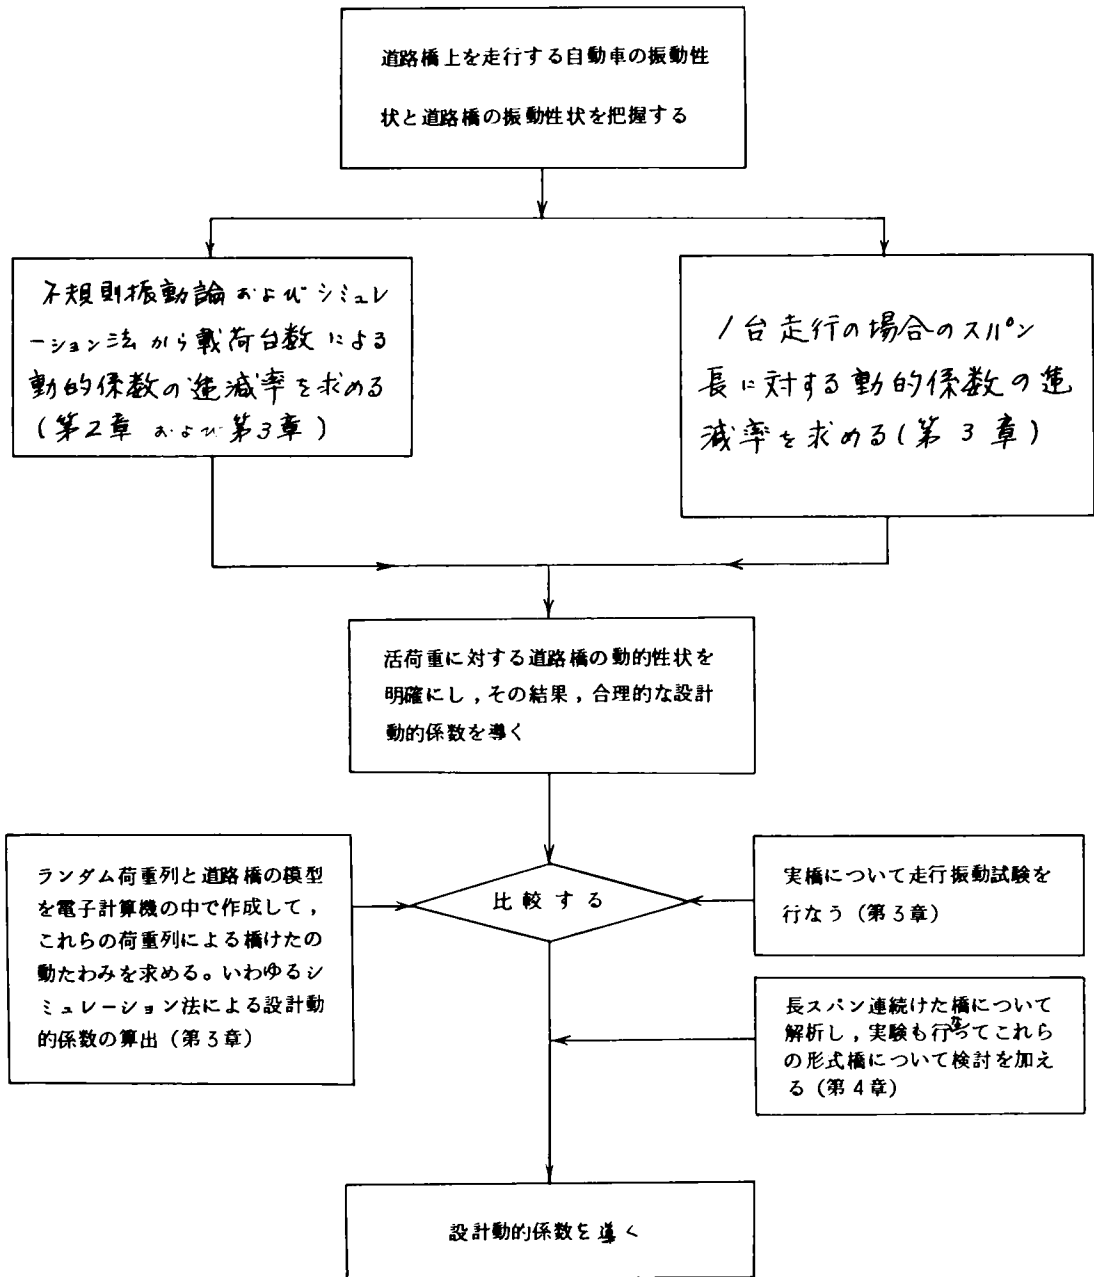 道路橋上を走行する自動車の振動性
状と道路橋の振動性状を把握する
不規則振動論およびシミュレ
ーション法から載荷台数による
動的係数の逓減率を求める
(第2章 および 第3章)
1台走行の場合のスパン
長に対する動的係数の逓
減率を求める(第3章)
活荷重に対する道路橋の動的性状を
明確にし,その結果,合理的な設計
動的係数を導く
ランダム荷重列と道路橋の模型
を電子計算機の中で作成して,
これらの荷重列による橋けたの
動たわみを求める。いわゆるシ
ミュレーション法による設計動
的係数の算出(第3章)
比較する
実橋について走行振動試験を
行なう(第3章)
長スパン連続けた橋について
解析し,実験も行なってこれら
の形式橋について検討を加え
る(第4章)
設計動的係数を導く